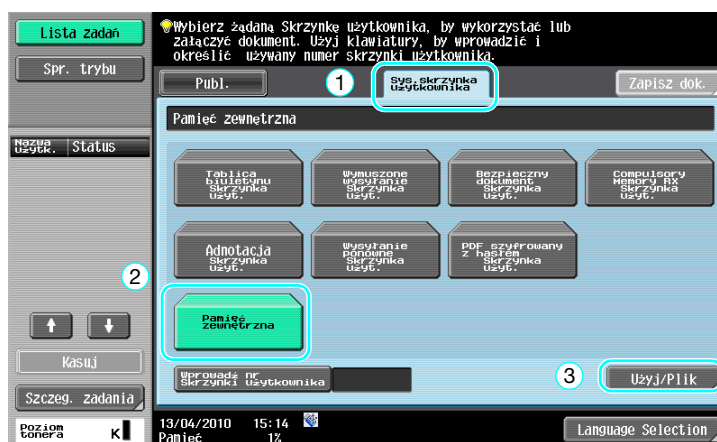 Lista zadań
Spr. trybu
Wybierz żądaną Skrzynkę użytkownika, by wykorzystać lub
załączyć dokument. Użyj klawiatury, by wprowadzić i
określić używany numer skrzynki użytkownika.
Publ.
1
Sys.skrzynka
Użytkownika
Zapisz dok.
Pamięć zewnętrzna
Nazwa
użytk.
Status
Tablica
biuletynu
Skrzynka
użyt.
Wymuszone
wysyłanie
Skrzynka
użyt.
Bezpieczny
dokument
Skrzynka
użyt.
Compulsory
Memory RX
Skrzynka
użyt.
Adnotacja
Skrzynka
użyt.
Wysyłanie
ponowne
Skrzynka
użyt.
PDF szyfrowany
z hasłem
Skrzynka
użyt.
2
Pamięć
zewnętrzna
Kasuj
Wprowadź nr
Skrzynki użytkownika
3
Użyj/Plik
Szczeg. zadania
Poziom
tonera
K
13/04/2010 15:14
Pamięć 1%
Language Selection